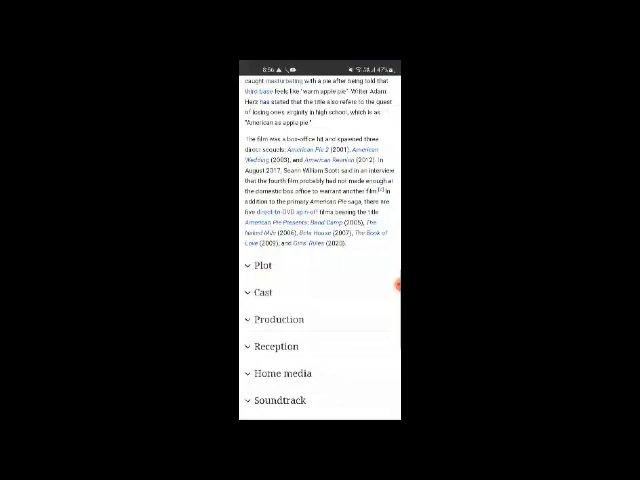 8:56
47%
caught masturbating with a pie after being told that
third base feels like "warm apple pie". Writer Adam
Herz has stated that the title also refers to the quest
of losing one's virginity in high school, which is as
"American as apple pie."
The film was a box-office hit and spawned three
direct sequels: American Pie 2 (2001), American
Wedding (2003), and American Reunion (2012). In
August 2017, Seann William Scott said in an interview
that the fourth film probably had not made enough at
the domestic box office to warrant another film.[4] In
addition to the primary American Pie saga, there are
five direct-to-DVD spin-off films bearing the title
American Pie Presents: Band Camp (2005), The
Naked Mile (2006), Beta House (2007), The Book of
Love (2009), and Girls' Rules (2020).
Plot
Cast
Production
Reception
Home media
Soundtrack